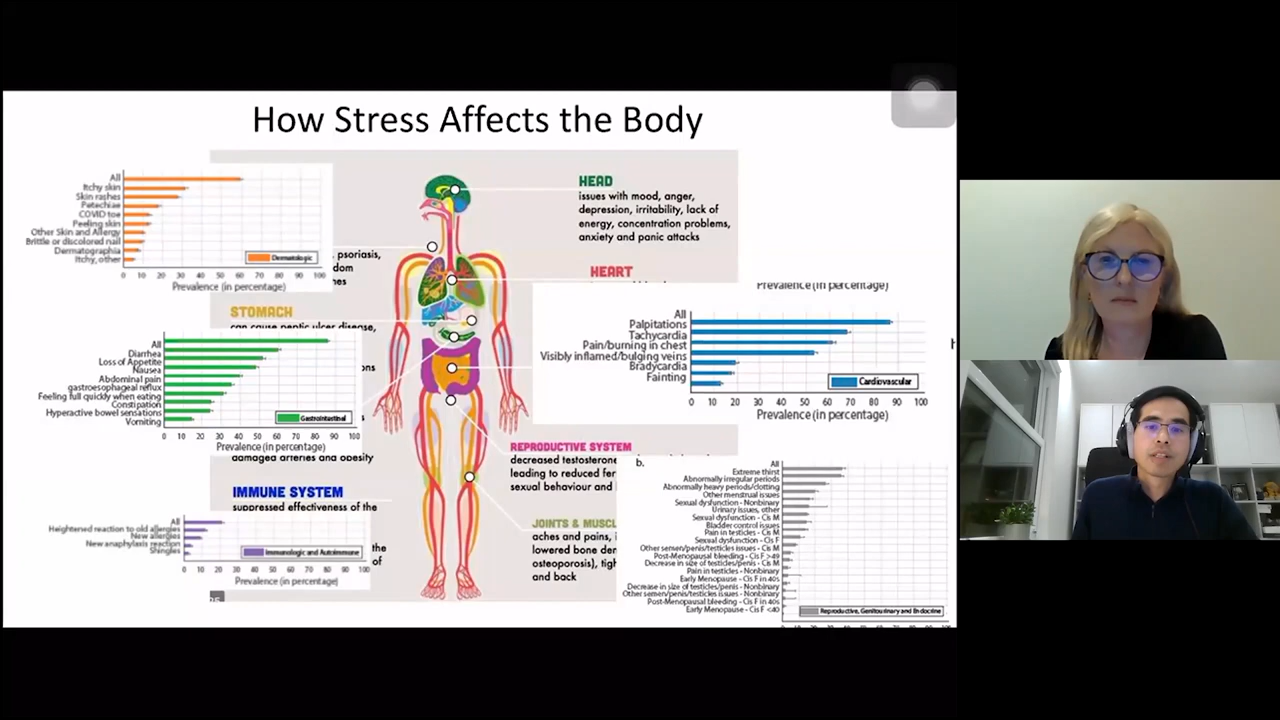 How Stress Affects the Body
All
Itchy skin
Skin rashes
Petechiae
COVID toe
Peeling skin
Other Skin and Allergy
Brittle or discolored nail
Dermatographia
Itchy, other
Dermatologic
0 10 20 30 40 50 60 70 80 90 100
Prevalence (in percentage)
psoriasis,
HEAD
issues with mood, anger,
depression, irritability, lack of
energy, concentration problems,
anxiety and panic attacks
HEART
STOMACH
can cause peptic ulcer disease,
All
Diarrhea
Loss of Appetite
Nausea
Abdominal pain
gastroesophageal reflux
Feeling full quickly when eating
Constipation
Hyperactive bowel sensations
Vomiting
Gastrointestinal
0 10 20 30 40 50 60 70 80 90 100
Prevalence (in percentage)
damaged arteries and obesity
Prevalence (in percentage)
All
Palpitations
Tachycardia
Pain/burning in chest
Visibly inflamed/bulging veins
Bradycardia
Fainting
Cardiovascular
0 10 20 30 40 50 60 70 80 90 100
Prevalence (in percentage)
IMMUNE SYSTEM
suppressed effectiveness of the
the
of
All
Heightened reaction to old allergies
New allergies
New anaphylaxis reaction
Shingles
Immunologic and Autoimmune
0 10 20 30 40 50 60 70 80 90 100
Prevalence (in percentage)
REPRODUCTIVE SYSTEM
decreased testosterone
leading to reduced
sexual behaviour and
JOINTS &
aches and pains,
lowered bone
osteoporosis),
and back
b.
All
Extreme thirst
Abnormally irregular periods
Abnormally heavy periods/clotting
Other menstrual issues
Sexual dysfunction - Nonbinary
Urinary issues, other
Sexual dysfunction - Cis M
Bladder control issues
Pain in testicles - Cis M
Sexual dysfunction - Cis F
Other semen/penis/testicles issues - Cis M
Post-Menopausal bleeding - Cis F >49
Decrease in size of testicles/penis - Cis M
Pain in testicles - Nonbinary
Early Menopause - Cis F in 40s
Decrease in size of testicles/penis - Nonbinary
Other semen/penis/testicles issues - Nonbinary
Post-Menopausal bleeding - Cis F in 40s
Early Menopause - Cis F <40
Reproductive, Genitourinary and Endocrine